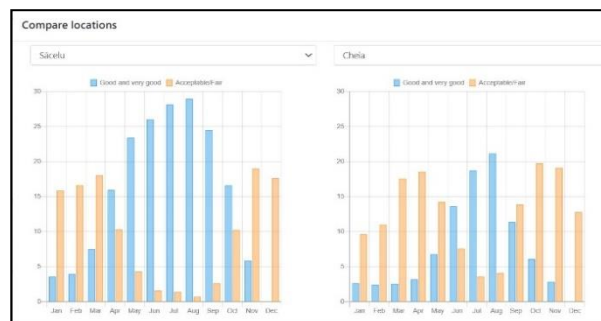 Compare locations
Săcelu
Cheia
Good and very good
Acceptable/Fair
Good and very good
Acceptable/Fair
30
25
20
15
10
5
0
Jan Feb Mar Apr May Jun Jul Aug Sep Oct Nov Dec
30
25
20
15
10
5
0
Jan Feb Mar Apr May Jun Jul Aug Sep Oct Nov Dec